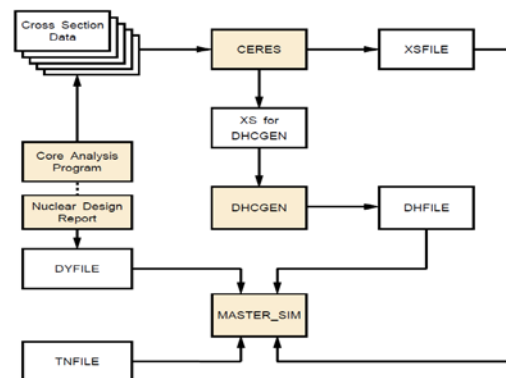 Cross Section
Data
CERES
XSFILE
XS for
DHCGEN
Core Analysis
Program
Nuclear Design
Report
DHCGEN
DHFILE
DYFILE
MASTER_SIM
TNFILE